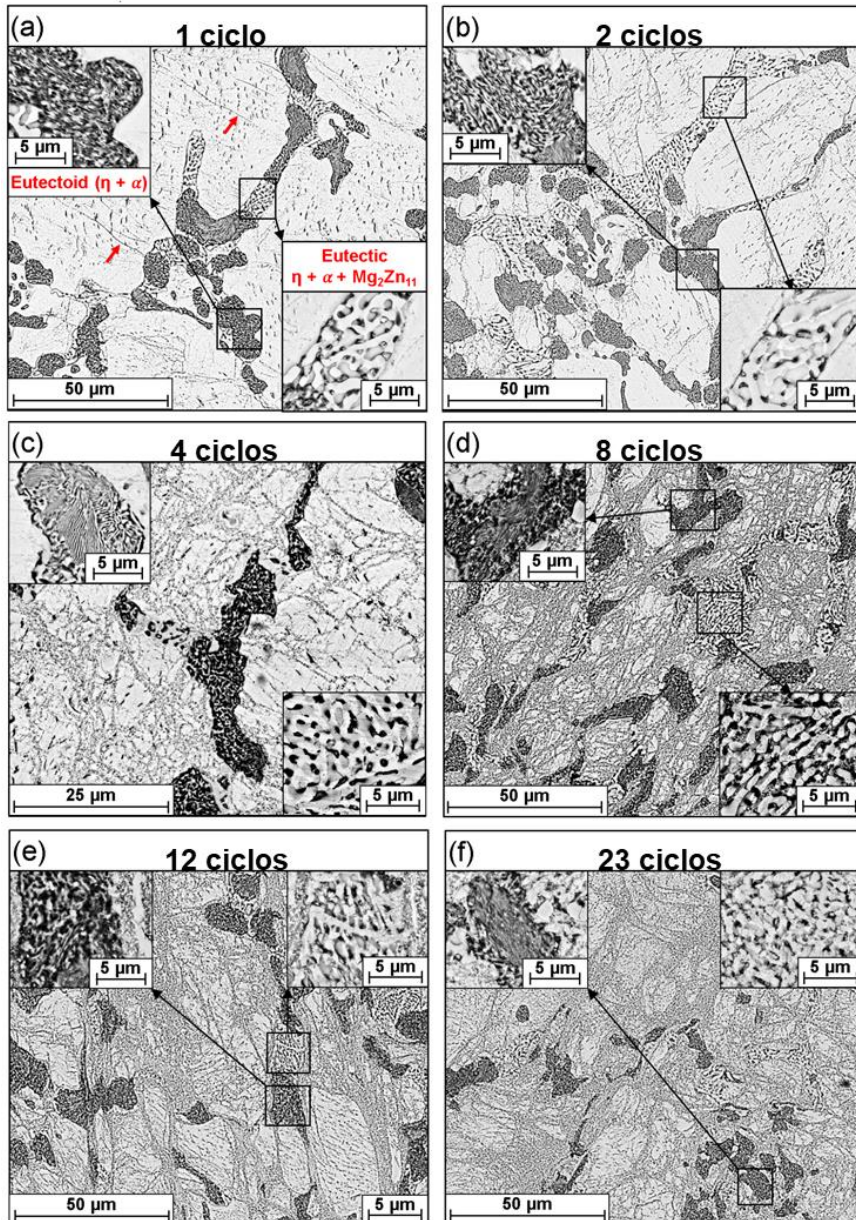 (a)
1 ciclo
5 µm
Eutectoid (η + α)
Eutectic
η + α + Mg₂Zn₁₁
50 µm
5 µm
(b)
2 ciclos
5 µm
50 µm
5 µm
(c)
4 ciclos
5 µm
25 µm
5 µm
(d)
8 ciclos
5 µm
50 µm
5 µm
(e)
12 ciclos
5 µm
5 µm
50 µm
5 µm
(f)
23 ciclos
5 µm
5 µm
50 µm